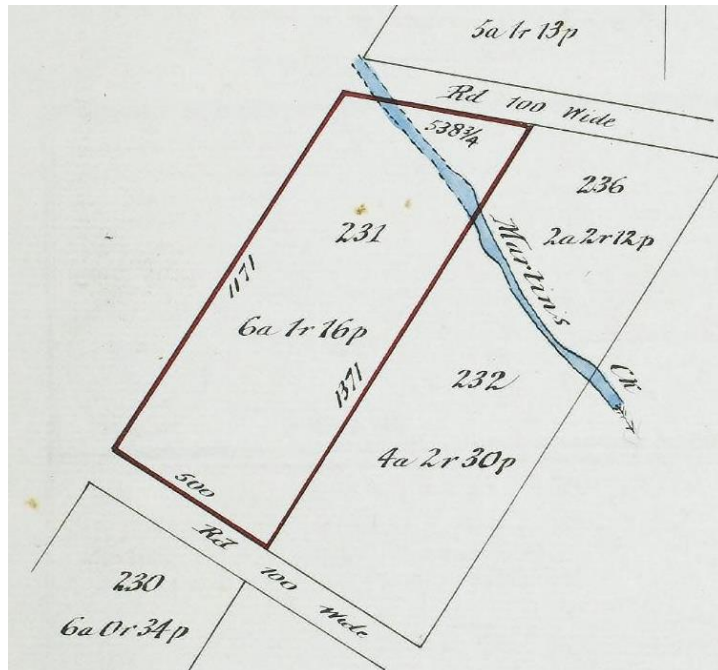 5a 1r 13p
Rd 100 Wide
538¾
236
2a 2r 12p
231
Martins Ck
1171
6a 1r 16p
1371
232
4a 2r 30p
500
Rd 100 Wide
230
6a 0r 34p